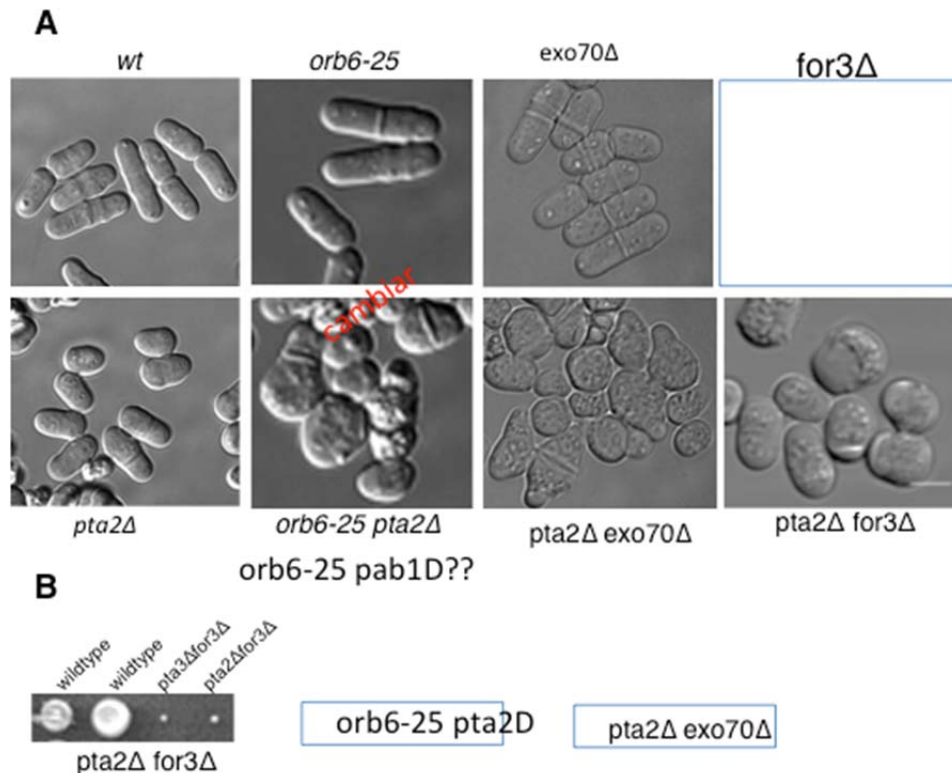 A
wt
orb6-25
exo70Δ
for3Δ
cambiar
pta2Δ
orb6-25 pta2Δ
pta2Δ exo70Δ
pta2Δ for3Δ
orb6-25 pab1D??
B
wildtype
wildtype
pta3Δfor3Δ
pta2Δfor3Δ
pta2Δ for3Δ
orb6-25 pta2D
pta2Δ exo70Δ